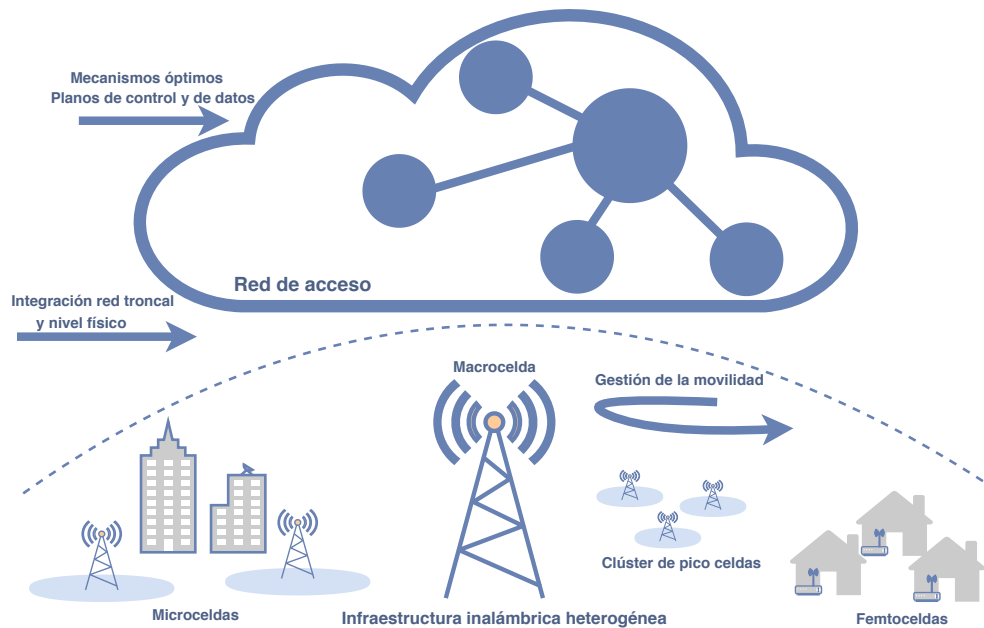 Mecanismos óptimos
Planos de control y de datos
Red de acceso
Integración red troncal
y nivel físico
Macrocelda
Gestión de la movilidad
Clúster de pico celdas
Microceldas
Infraestructura inalámbrica heterogénea
Femtoceldas